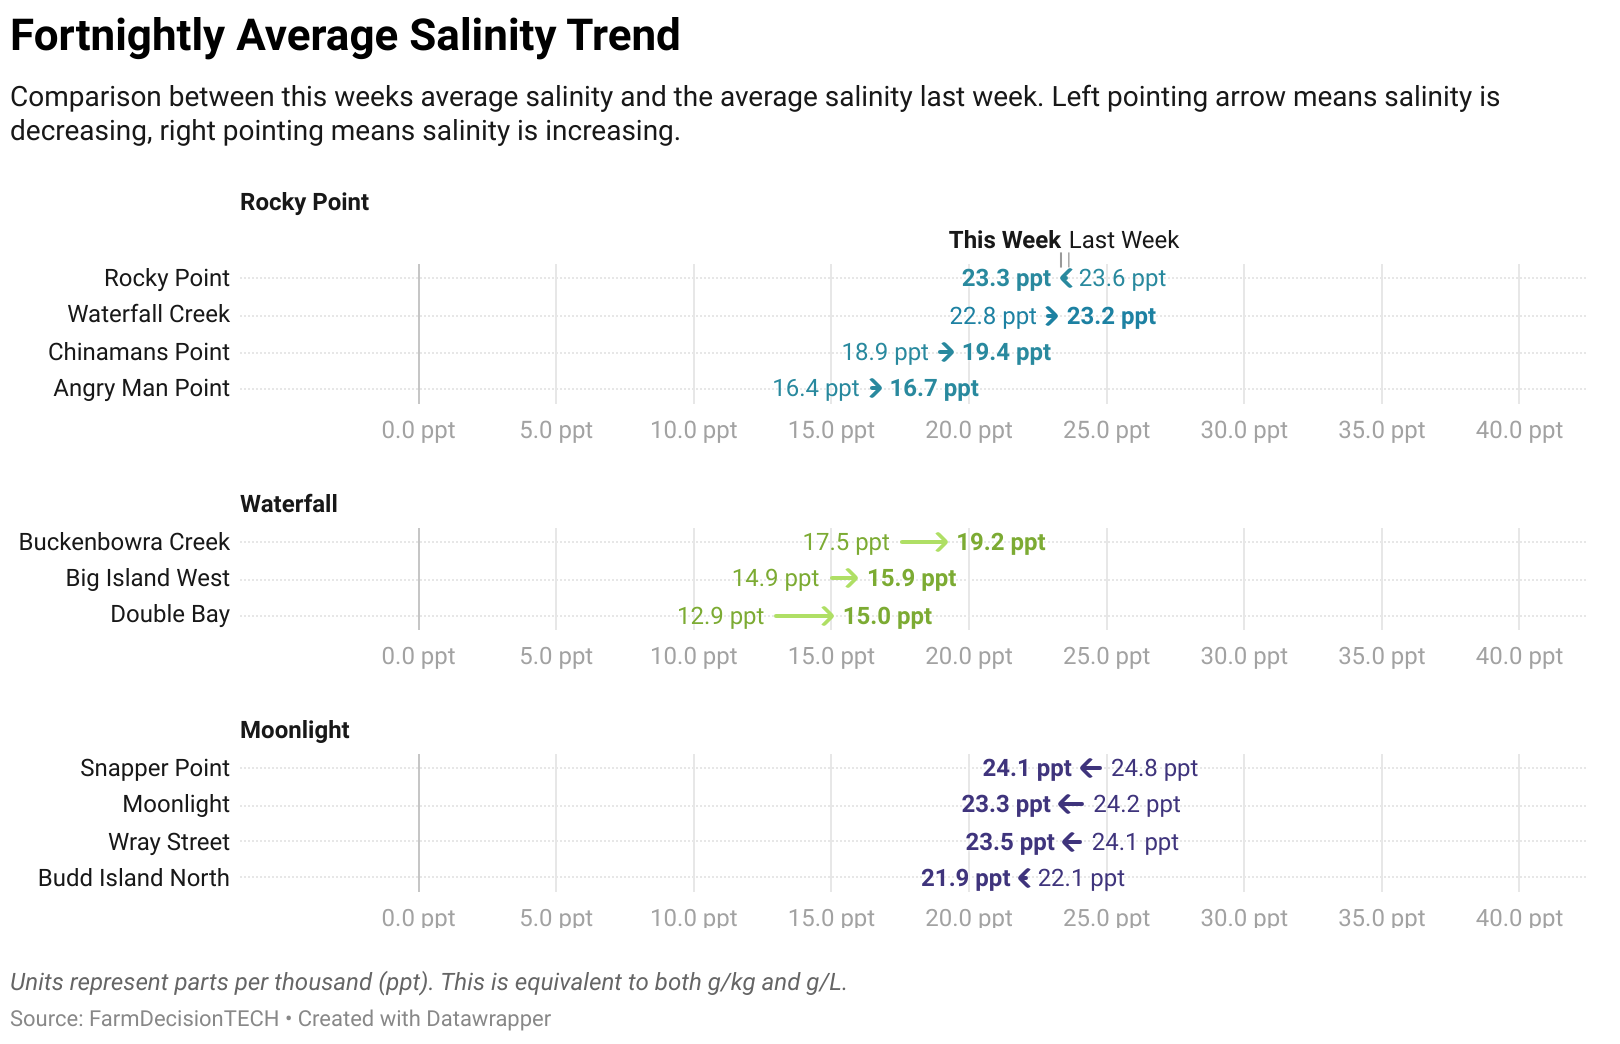 Fortnightly Average Salinity Trend
Comparison between this weeks average salinity and the average salinity last week. Left pointing arrow means salinity is
decreasing, right pointing means salinity is increasing.
Rocky Point
This Week Last Week
Rocky Point 23.3 ppt 23.6 ppt
Waterfall Creek 22.8 ppt 23.2 ppt
Chinamans Point 18.9 ppt 19.4 ppt
Angry Man Point 16.4 ppt 16.7 ppt
0.0 ppt 5.0 ppt 10.0 ppt 15.0 ppt 20.0 ppt 25.0 ppt 30.0 ppt 35.0 ppt 40.0 ppt
Waterfall
Buckenbowra Creek 17.5 ppt 19.2 ppt
Big Island West 14.9 ppt 15.9 ppt
Double Bay 12.9 ppt 15.0 ppt
0.0 ppt 5.0 ppt 10.0 ppt 15.0 ppt 20.0 ppt 25.0 ppt 30.0 ppt 35.0 ppt 40.0 ppt
Moonlight
Snapper Point 24.1 ppt 24.8 ppt
Moonlight 23.3 ppt 24.2 ppt
Wray Street 23.5 ppt 24.1 ppt
Budd Island North 21.9 ppt 22.1 ppt
0.0 ppt 5.0 ppt 10.0 ppt 15.0 ppt 20.0 ppt 25.0 ppt 30.0 ppt 35.0 ppt 40.0 ppt
Units represent parts per thousand (ppt). This is equivalent to both g/kg and g/L.
Source: FarmDecisionTECH • Created with Datawrapper